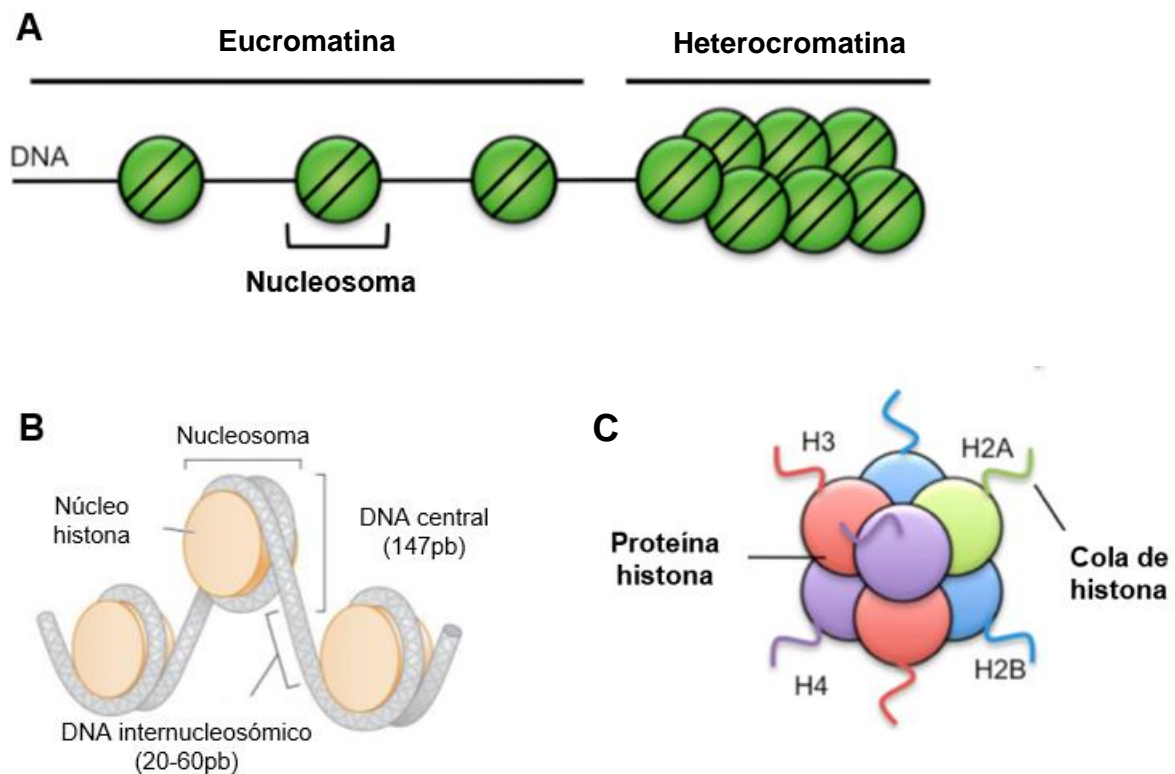 A
Eucromatina
Heterocromatina
DNA
Nucleosoma
B
Nucleosoma
Núcleo
histona
DNA central
(147pb)
DNA internucleosómico
(20-60pb)
C
H3
H2A
Proteína
histona
Cola de
histona
H4
H2B